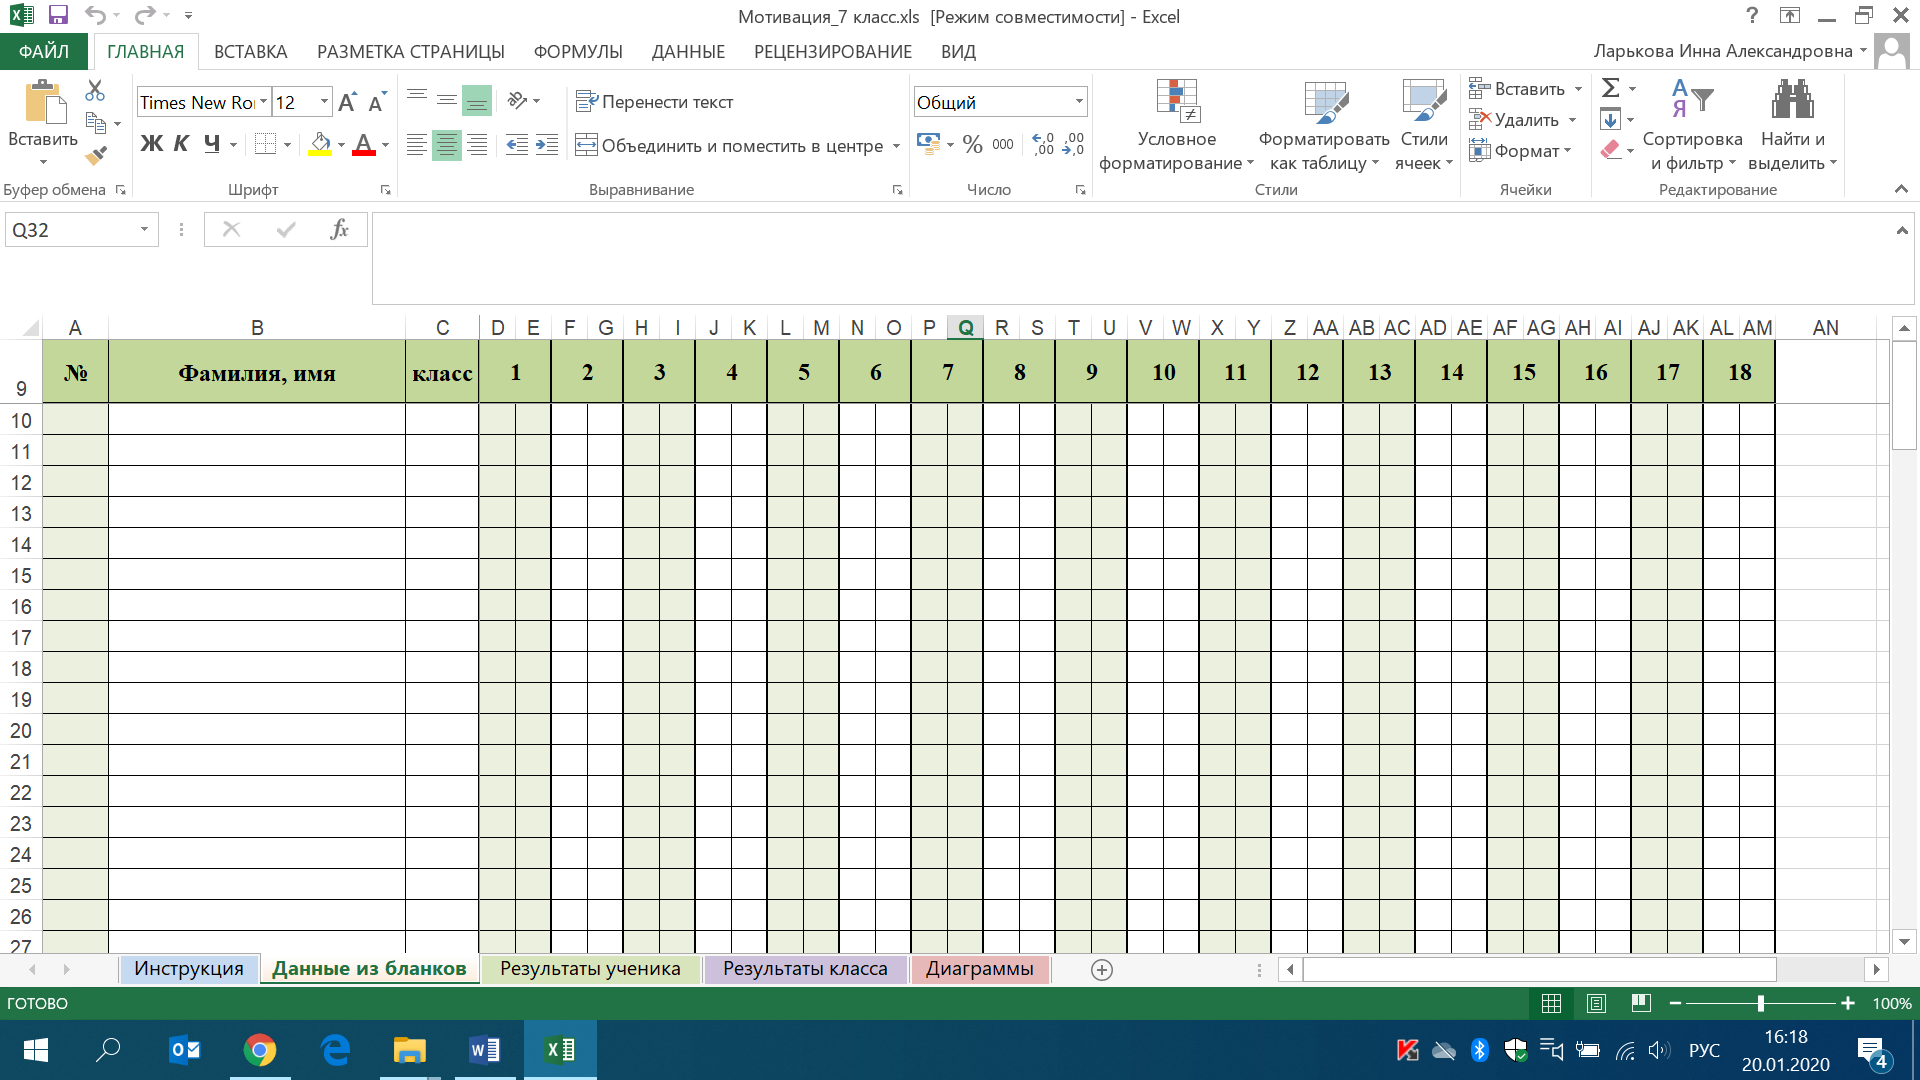 Мотивация_7 класс.xls [Режим совместимости] - Excel
ФАЙЛ ГЛАВНАЯ ВСТАВКА РАЗМЕТКА СТРАНИЦЫ ФОРМУЛЫ ДАННЫЕ РЕЦЕНЗИРОВАНИЕ ВИД Ларькова Инна Александровна
Вставить
Буфер обмена
Times New Ro 12
Ж К Ч
Шрифт
Перенести текст
Объединить и поместить в центре
Выравнивание
Общий
% 000 ,0 ,00 ,00 ,0
Число
Условное форматирование
Форматировать как таблицу
Стили ячеек
Стили
Вставить
Удалить
Формат
Ячейки
Сортировка и фильтр
Найти и выделить
Редактирование
Q32 fx
A B C D E F G H I J K L M N O P Q R S T U V W X Y Z AA AB AC AD AE AF AG AH AI AJ AK AL AM AN
9 № Фамилия, имя класс 1 2 3 4 5 6 7 8 9 10 11 12 13 14 15 16 17 18
10
11
12
13
14
15
16
17
18
19
20
21
22
23
24
25
26
27
Инструкция Данные из бланков Результаты ученика Результаты класса Диаграммы
ГОТОВО 100%
РУС 16:18 4
20.01.2020